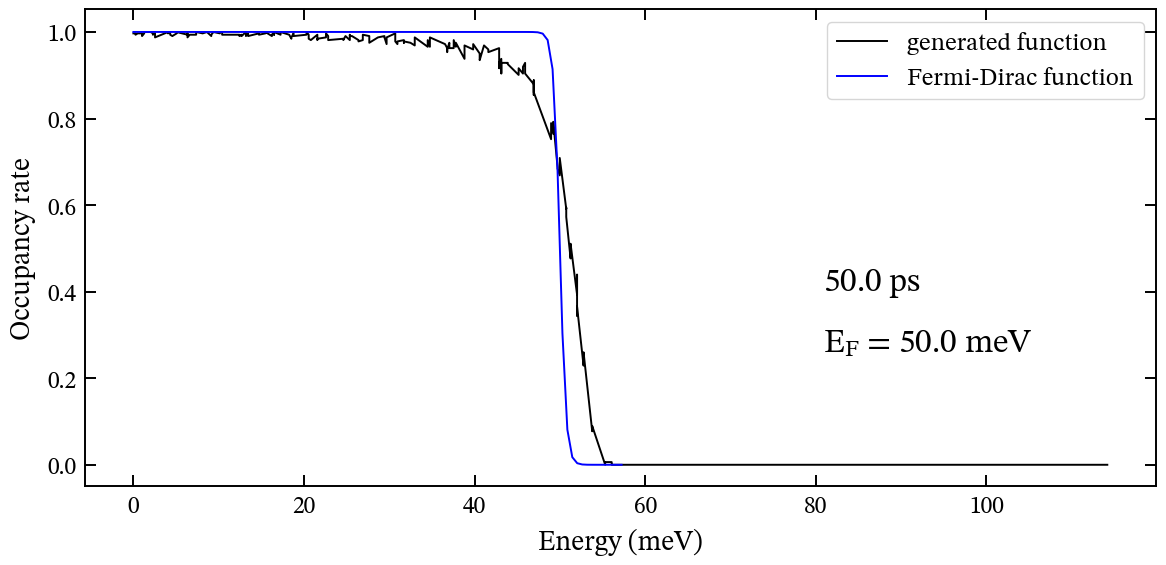 generated function
Fermi-Dirac function
Occupancy rate
1.0
0.8
0.6
0.4
0.2
0.0
50.0 ps
E_F = 50.0 meV
0 20 40 60 80 100
Energy (meV)